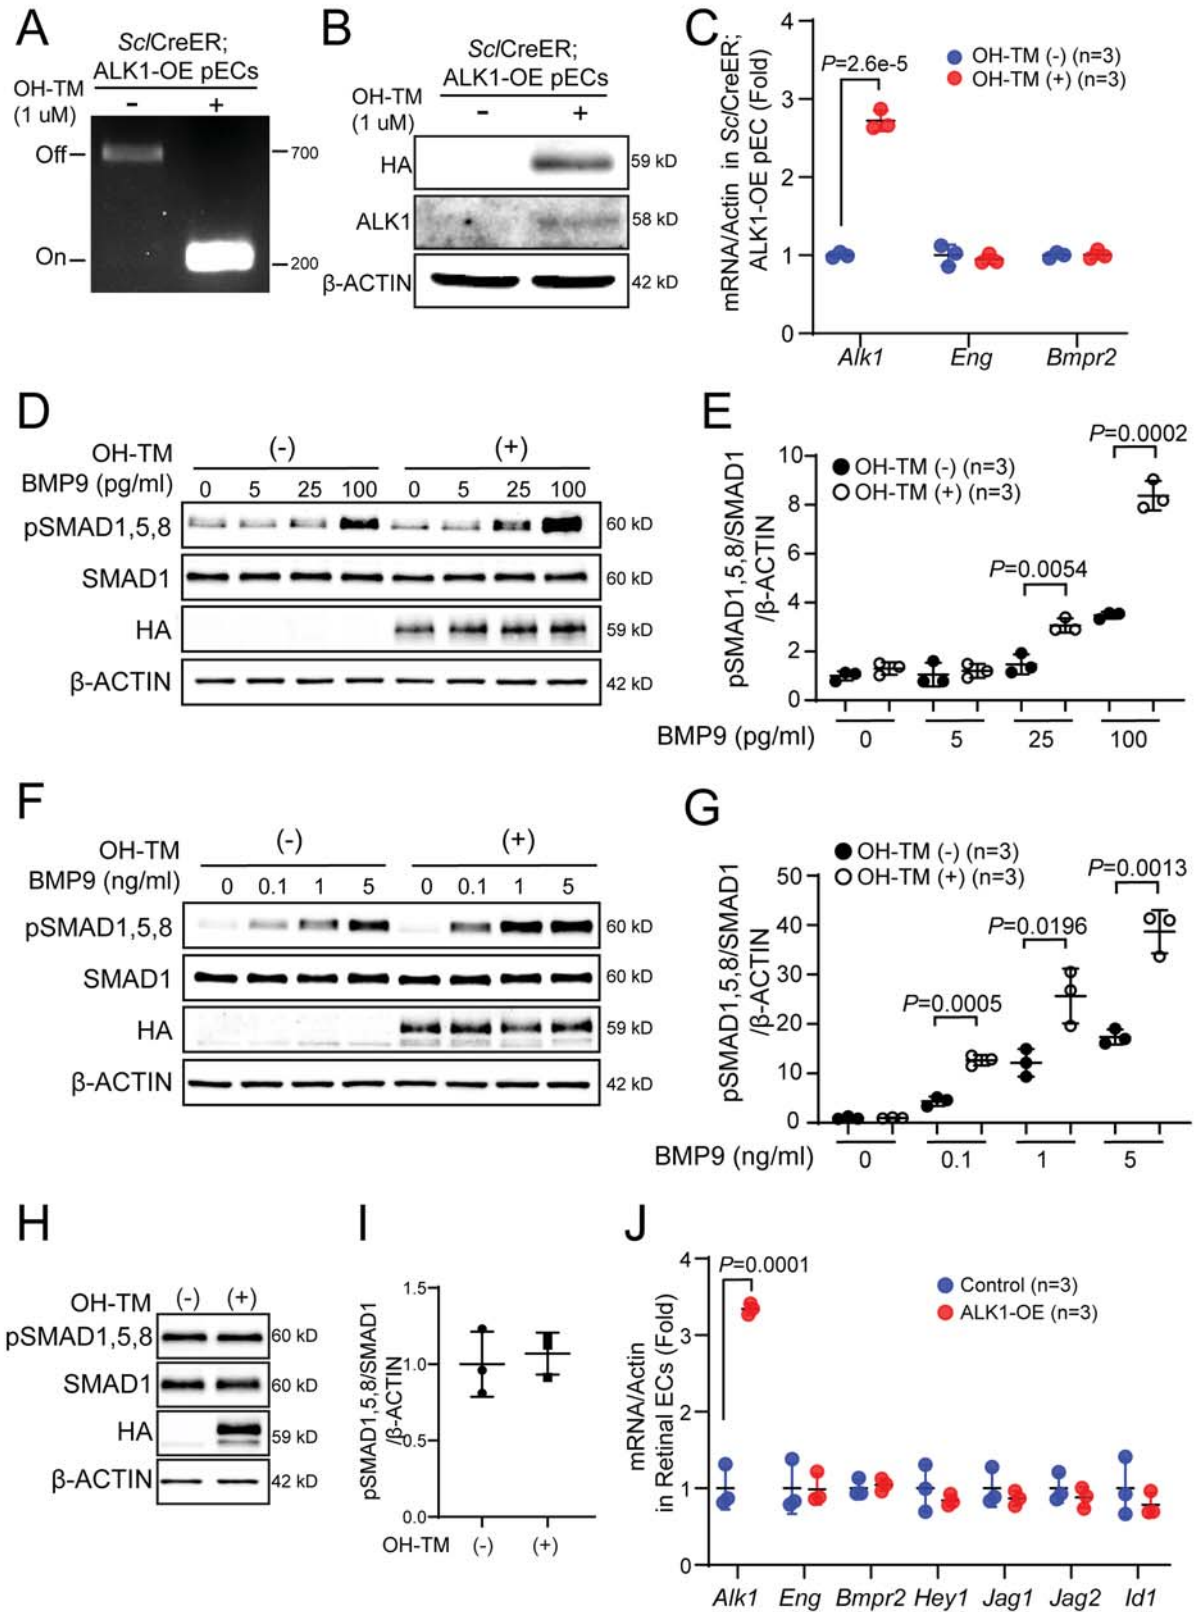 A
SclCreER;
ALK1-OE pECs
OH-TM
(1 uM)
- +
Off
700
On
200
B
SclCreER;
ALK1-OE pECs
OH-TM
(1 uM)
- +
HA
59 kD
ALK1
58 kD
β-ACTIN
42 kD
C
mRNA/Actin in SclCreER;
ALK1-OE pEC (Fold)
4
3
2
1
0
P=2.6e-5
OH-TM (-) (n=3)
OH-TM (+) (n=3)
Alk1 Eng Bmpr2
D
OH-TM (-) (+)
BMP9 (pg/ml) 0 5 25 100 0 5 25 100
pSMAD1,5,8 60 kD
SMAD1 60 kD
HA 59 kD
β-ACTIN 42 kD
E
pSMAD1,5,8/SMAD1
/β-ACTIN
10
8
6
4
2
0
OH-TM (-) (n=3)
OH-TM (+) (n=3)
P=0.0054
P=0.0002
BMP9 (pg/ml) 0 5 25 100
F
OH-TM (-) (+)
BMP9 (ng/ml) 0 0.1 1 5 0 0.1 1 5
pSMAD1,5,8 60 kD
SMAD1 60 kD
HA 59 kD
β-ACTIN 42 kD
G
pSMAD1,5,8/SMAD1
/β-ACTIN
50
40
30
20
10
0
OH-TM (-) (n=3)
OH-TM (+) (n=3)
P=0.0005
P=0.0196
P=0.0013
BMP9 (ng/ml) 0 0.1 1 5
H
OH-TM (-) (+)
pSMAD1,5,8 60 kD
SMAD1 60 kD
HA 59 kD
β-ACTIN 42 kD
I
pSMAD1,5,8/SMAD1
/β-ACTIN
1.5
1.0
0.5
0.0
OH-TM (-) (+)
J
mRNA/Actin
in Retinal ECs (Fold)
4
3
2
1
0
P=0.0001
Control (n=3)
ALK1-OE (n=3)
Alk1 Eng Bmpr2 Hey1 Jag1 Jag2 Id1